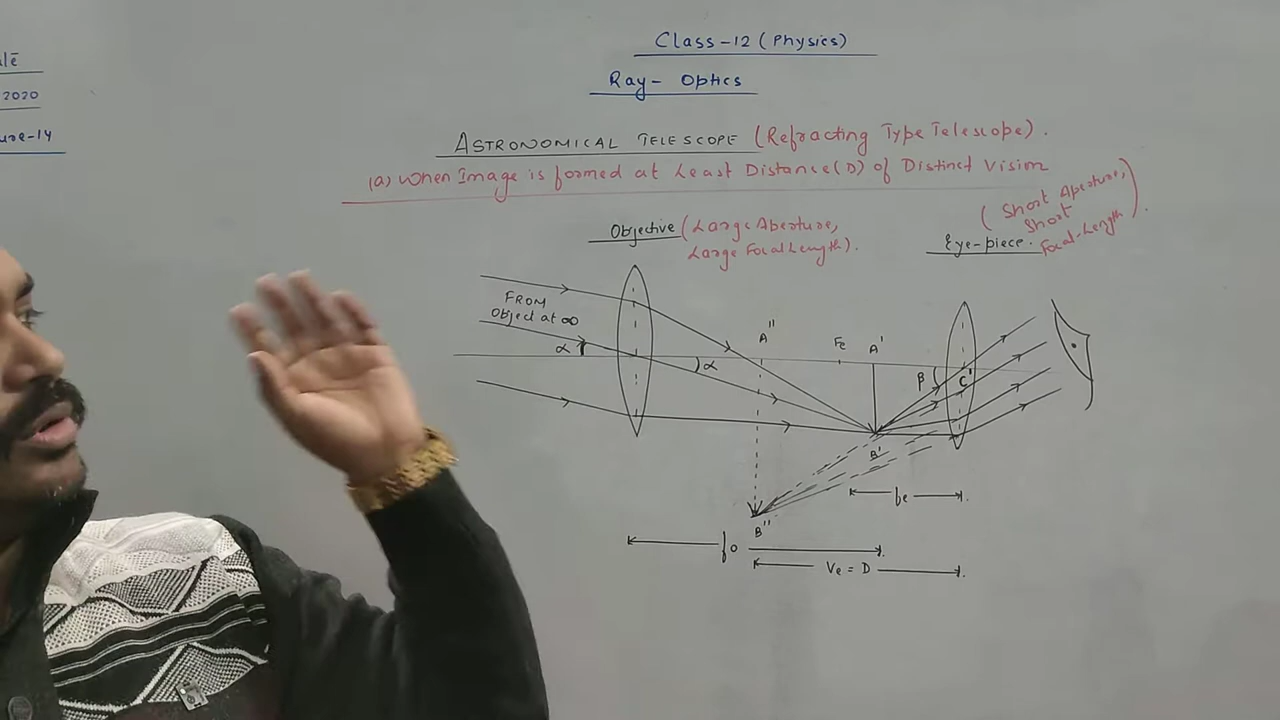 2020
Class-12 (Physics)
Ray- Optics
ASTRONOMICAL TELESCOPE (Refracting Type Telescope).
(a) When Image is formed at Least Distance(D) of Distinct Vision
Objective (Large Aperture,
Large Focal Length).
(Short Aperture,
Short
Focal-Length)
Eye-piece.
FROM
Object at ∞
α
α
A"
Fe
A'
β
C'
B'
B"
fe
fo
Ve = D